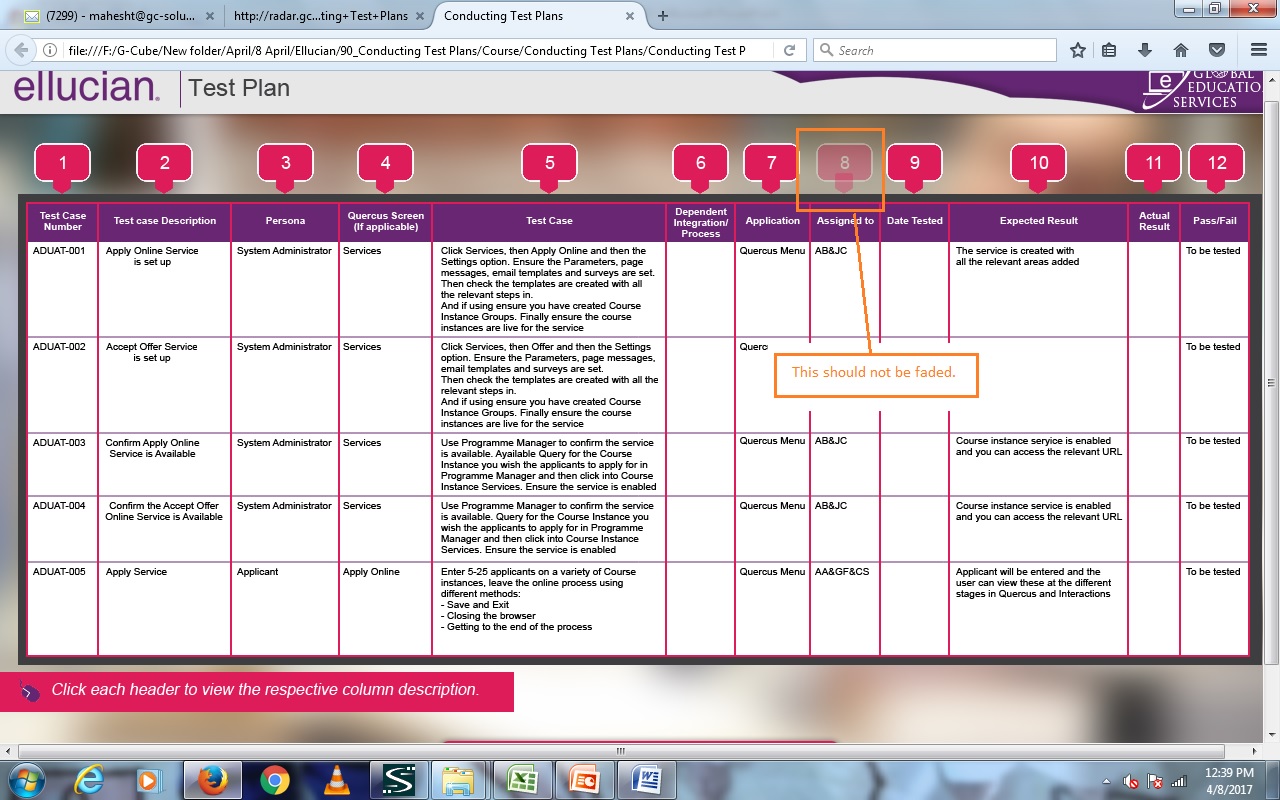 (7299) - mahesht@gc-solu...
http://radar.gc...ting+Test+Plans
Conducting Test Plans
file:///F:/G-Cube/New folder/April/8 April/Ellucian/90_Conducting Test Plans/Course/Conducting Test Plans/Conducting Test P
Search
ellucian.
Test Plan
GLOBAL
EDUCATIO
SERVICES
1 2 3 4 5 6 7 8 9 10 11 12
Test Case Number
Test case Description
Persona
Quercus Screen (If applicable)
Test Case
Dependent Integration/ Process
Application
Assigned to
Date Tested
Expected Result
Actual Result
Pass/Fail
ADUAT-001
Apply Online Service
is set up
System Administrator
Services
Click Services, then Apply Online and then the
Settings option. Ensure the Parameters, page
messages, email templates and surveys are set.
Then check the templates are created with all
the relevant steps in.
And if using ensure you have created Course
Instance Groups. Finally ensure the course
instances are live for the service
Quercus Menu
AB&JC
The service is created with
all the relevant areas added
To be tested
ADUAT-002
Accept Offer Service
is set up
System Administrator
Services
Click Services, then Offer and then the Settings
option. Ensure the Parameters, page messages,
email templates and surveys are set.
Then check the templates are created with all the
relevant steps in.
And if using ensure you have created Course
Instance Groups. Finally ensure the course
instances are live for the service
Querc
This should not be faded.
To be tested
ADUAT-003
Confirm Apply Online
Service is Available
System Administrator
Services
Use Programme Manager to confirm the service
is available. Ayailable Query for the Course
Instance you wish the applicants to apply for in
Programme Manager and then click into Course
Instance Services. Ensure the service is enabled
Quercus Menu
AB&JC
Course instance seryice is enabled
and you can access the relevant URL
To be tested
ADUAT-004
Confirm the Accept Offer
Online Service is Available
System Administrator
Services
Use Programme Manager to confirm the service
is available. Query for the Course Instance you
wish the applicants to apply for in Programme
Manager and then click into Course Instance
Services. Ensure the service is enabled
Quercus Menu
AB&JC
Course instance service is enabled
and you can access the relevant URL
To be tested
ADUAT-005
Apply Service
Applicant
Apply Online
Enter 5-25 applicants on a variety of Course
instances, leave the online process using
different methods:
- Save and Exit
- Closing the browser
- Getting to the end of the process
Quercus Menu
AA&GF&CS
Applicant will be entered and the
user can view these at the different
stages in Quercus and Interactions
To be tested
Click each header to view the respective column description.
12:39 PM
4/8/2017